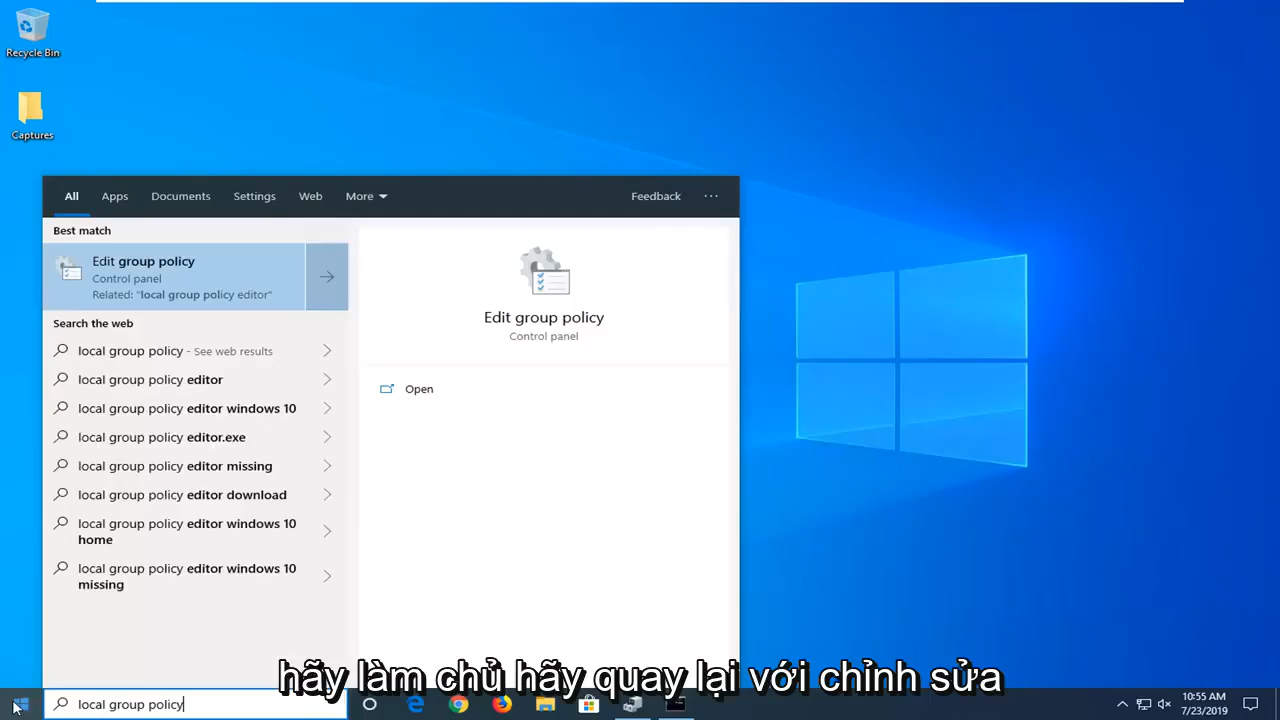 Recycle Bin
Captures
All Apps Documents Settings Web More Feedback ···
Best match
Edit group policy
Control panel
Related: "local group policy editor"
Search the web
local group policy - See web results
local group policy editor
local group policy editor windows 10
local group policy editor.exe
local group policy editor missing
local group policy editor download
local group policy editor windows 10
home
local group policy editor windows 10
missing
Edit group policy
Control panel
Open
hãy làm chủ hãy quay lại với chỉnh sửa
local group policy
10:55 AM
7/23/2019